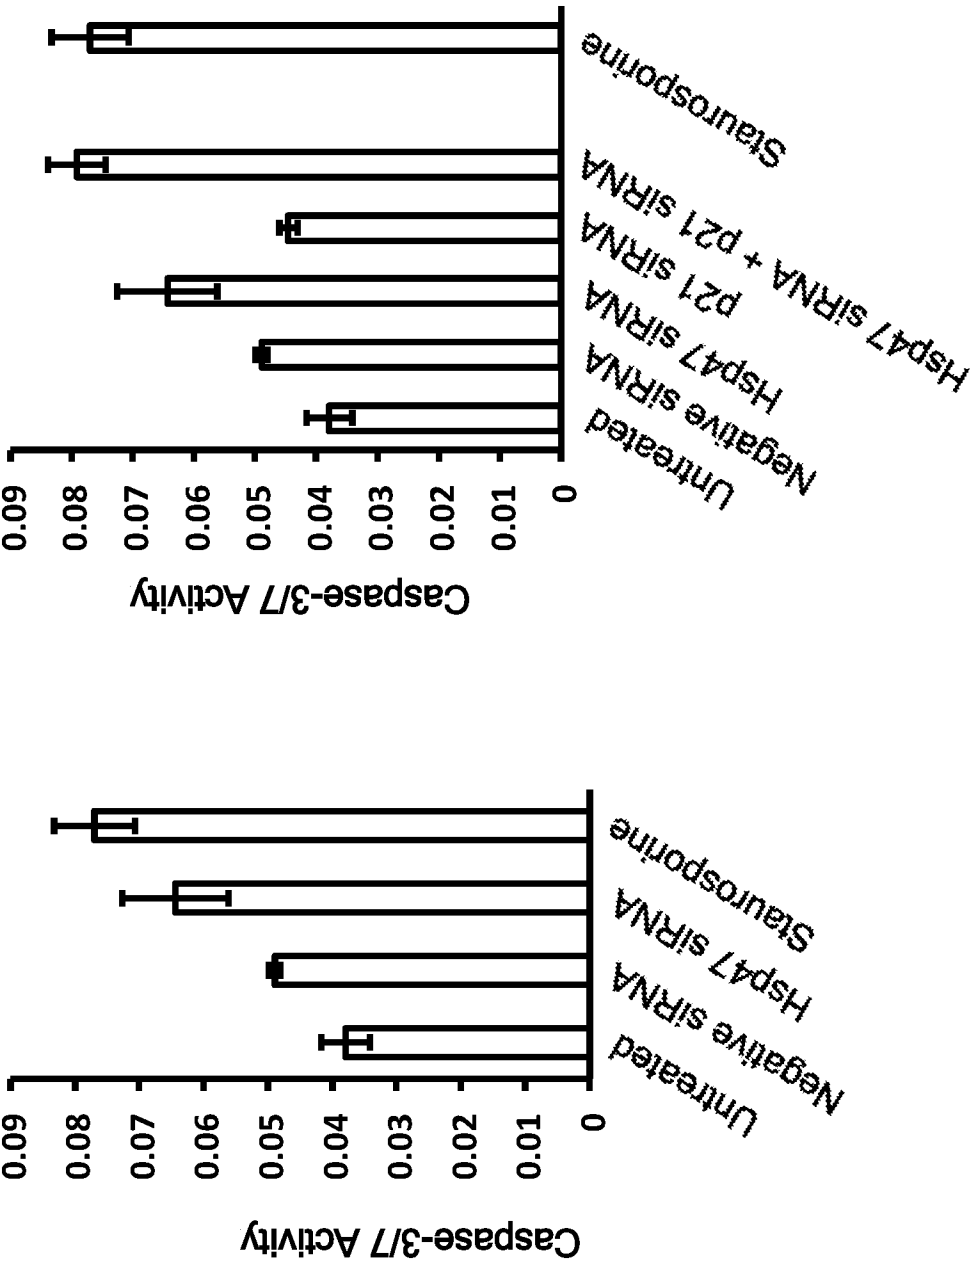 Caspase-3/7 Activity
0.09
0.08
0.07
0.06
0.05
0.04
0.03
0.02
0.01
0
Untreated
Negative siRNA
Hsp47 siRNA
Staurosporine
Caspase-3/7 Activity
0.09
0.08
0.07
0.06
0.05
0.04
0.03
0.02
0.01
0
Untreated
Negative siRNA
Hsp47 siRNA
p21 siRNA
Hsp47 siRNA + p21 siRNA
Staurosporine